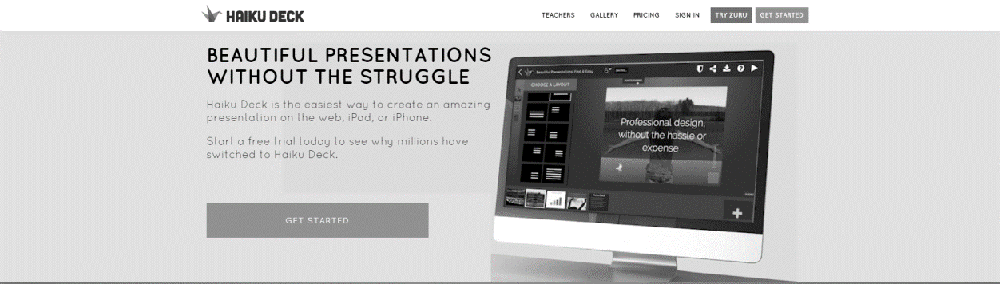 HAIKU DECK
TEACHERS GALLERY PRICING SIGN IN TRY ZURU GET STARTED
BEAUTIFUL PRESENTATIONS
WITHOUT THE STRUGGLE
Haiku Deck is the easiest way to create an amazing
presentation on the web, iPad, or iPhone.
Start a free trial today to see why millions have
switched to Haiku Deck.
GET STARTED
Beautiful Presentations, Fast & Easy
CHOOSE A LAYOUT
Professional design,
without the hassle or
expense